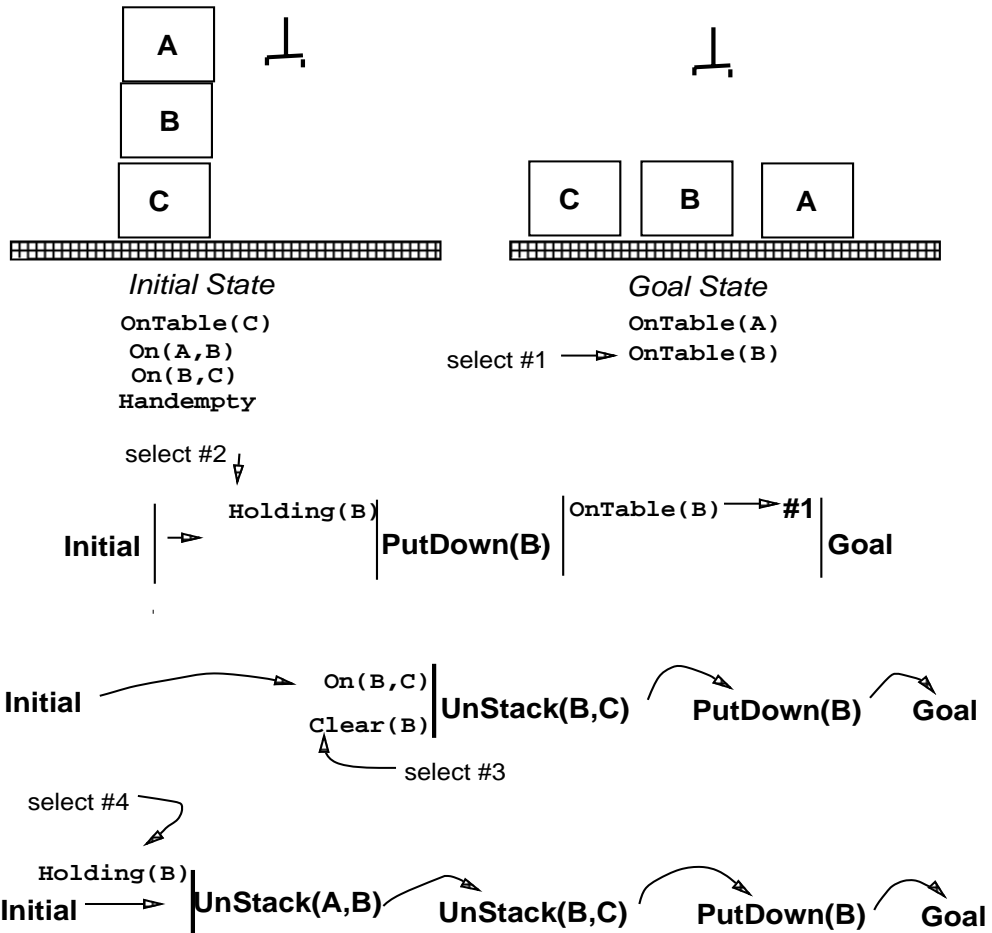 A
B
C
C
B
A
Initial State
OnTable(C)
On(A,B)
On(B,C)
Handempty
Goal State
OnTable(A)
select #1
OnTable(B)
select #2
Holding(B)
OnTable(B)
#1
Initial
PutDown(B)
Goal
On(B,C)
Initial
UnStack(B,C)
PutDown(B)
Goal
Clear(B)
select #3
select #4
Holding(B)
Initial
UnStack(A,B)
UnStack(B,C)
PutDown(B)
Goal